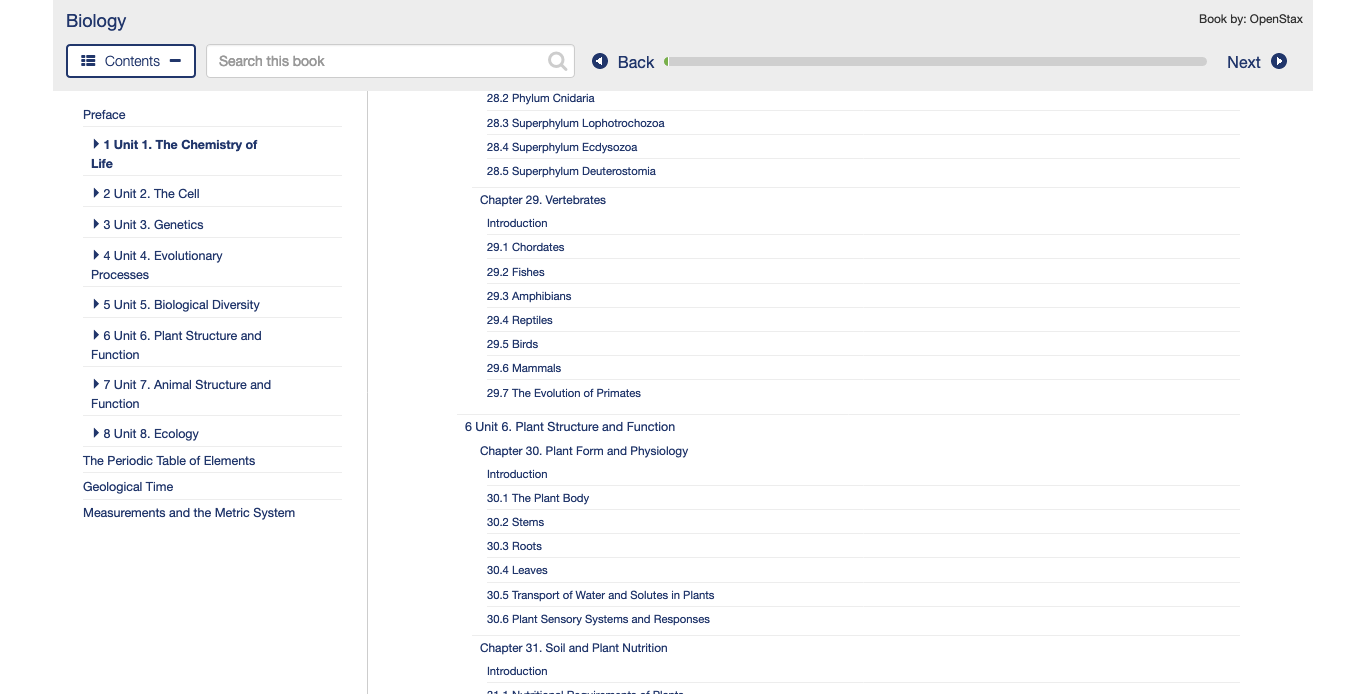 Biology
Book by: OpenStax
Contents
Search this book
Back
Next
Preface
1 Unit 1. The Chemistry of
Life
2 Unit 2. The Cell
3 Unit 3. Genetics
4 Unit 4. Evolutionary
Processes
5 Unit 5. Biological Diversity
6 Unit 6. Plant Structure and
Function
7 Unit 7. Animal Structure and
Function
8 Unit 8. Ecology
The Periodic Table of Elements
Geological Time
Measurements and the Metric System
28.2 Phylum Cnidaria
28.3 Superphylum Lophotrochozoa
28.4 Superphylum Ecdysozoa
28.5 Superphylum Deuterostomia
Chapter 29. Vertebrates
Introduction
29.1 Chordates
29.2 Fishes
29.3 Amphibians
29.4 Reptiles
29.5 Birds
29.6 Mammals
29.7 The Evolution of Primates
6 Unit 6. Plant Structure and Function
Chapter 30. Plant Form and Physiology
Introduction
30.1 The Plant Body
30.2 Stems
30.3 Roots
30.4 Leaves
30.5 Transport of Water and Solutes in Plants
30.6 Plant Sensory Systems and Responses
Chapter 31. Soil and Plant Nutrition
Introduction
31.1 Nutritional Requirements of Plants